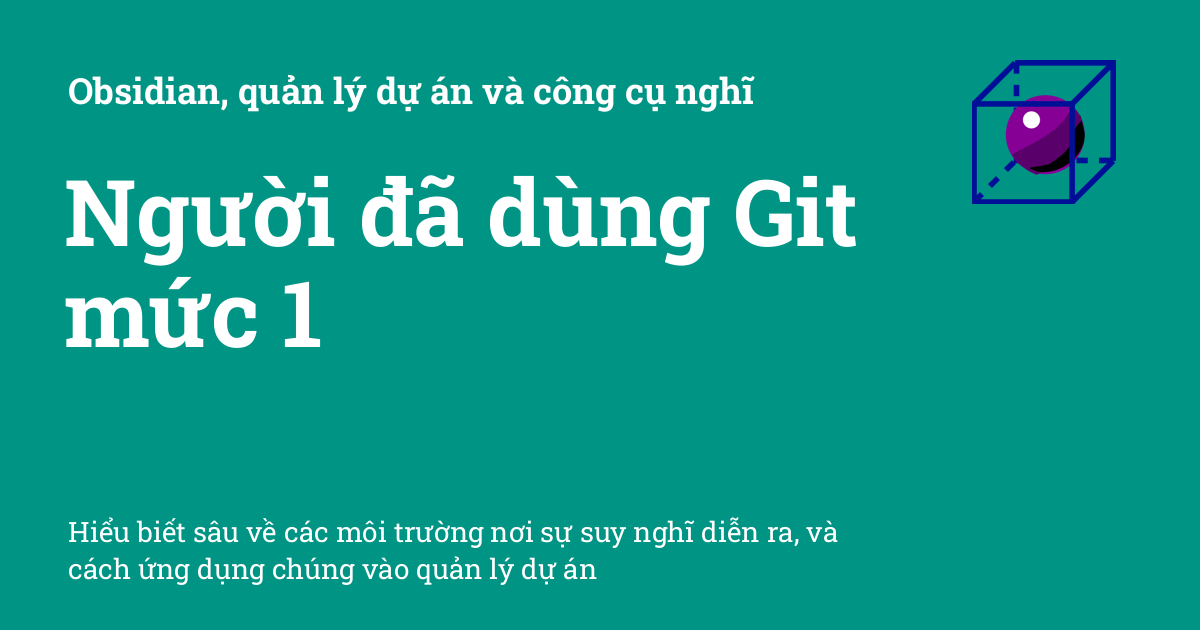 Obsidian, quản lý dự án và công cụ nghĩ
Người đã dùng Git
mức 1
Hiểu biết sâu về các môi trường nơi sự suy nghĩ diễn ra, và
cách ứng dụng chúng vào quản lý dự án